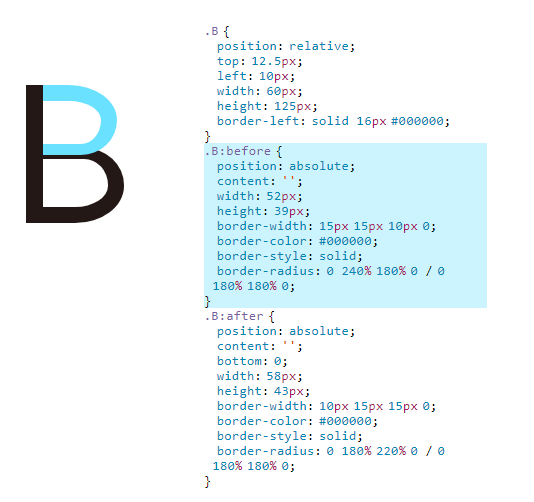 B
.B {
position: relative;
top: 12.5px;
left: 10px;
width: 60px;
height: 125px;
border-left: solid 16px #000000;
}
.B:before {
position: absolute;
content: '';
width: 52px;
height: 39px;
border-width: 15px 15px 10px 0;
border-color: #000000;
border-style: solid;
border-radius: 0 240% 180% 0 / 0
180% 180% 0;
}
.B:after {
position: absolute;
content: '';
bottom: 0;
width: 58px;
height: 43px;
border-width: 10px 15px 15px 0;
border-color: #000000;
border-style: solid;
border-radius: 0 180% 220% 0 / 0
180% 180% 0;
}